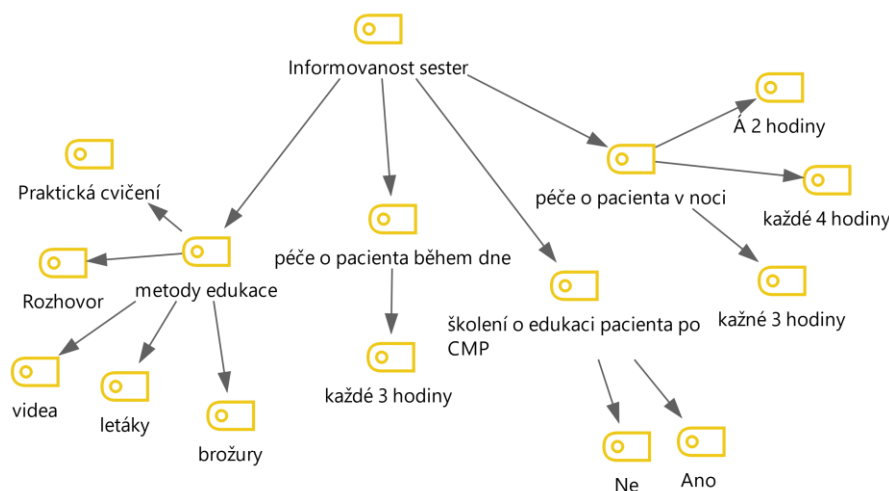 Informovanost sester
Á 2 hodiny
Praktická cvičení
péče o pacienta v noci
každé 4 hodiny
péče o pacienta během dne
Rozhovor
metody edukace
kažné 3 hodiny
školení o edukaci pacienta po
CMP
každé 3 hodiny
videa
letáky
brožury
Ne
Ano